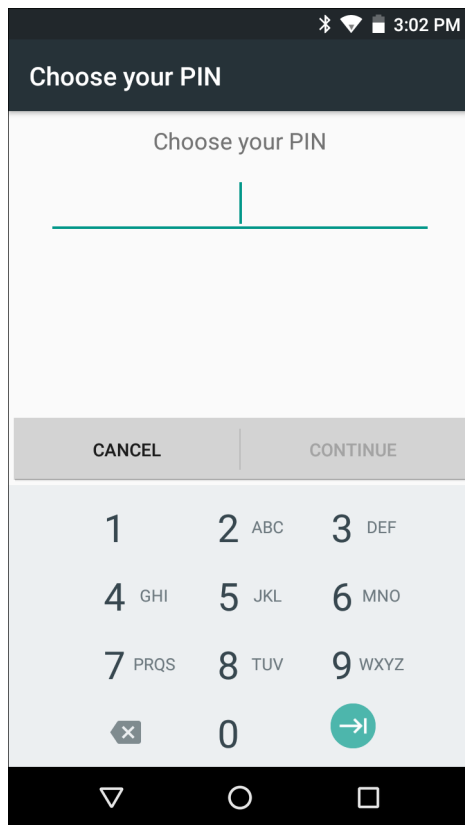 3:02 PM
Choose your PIN
Choose your PIN
CANCEL CONTINUE
1 2 ABC 3 DEF
4 GHI 5 JKL 6 MNO
7 PRQS 8 TUV 9 WXYZ
0